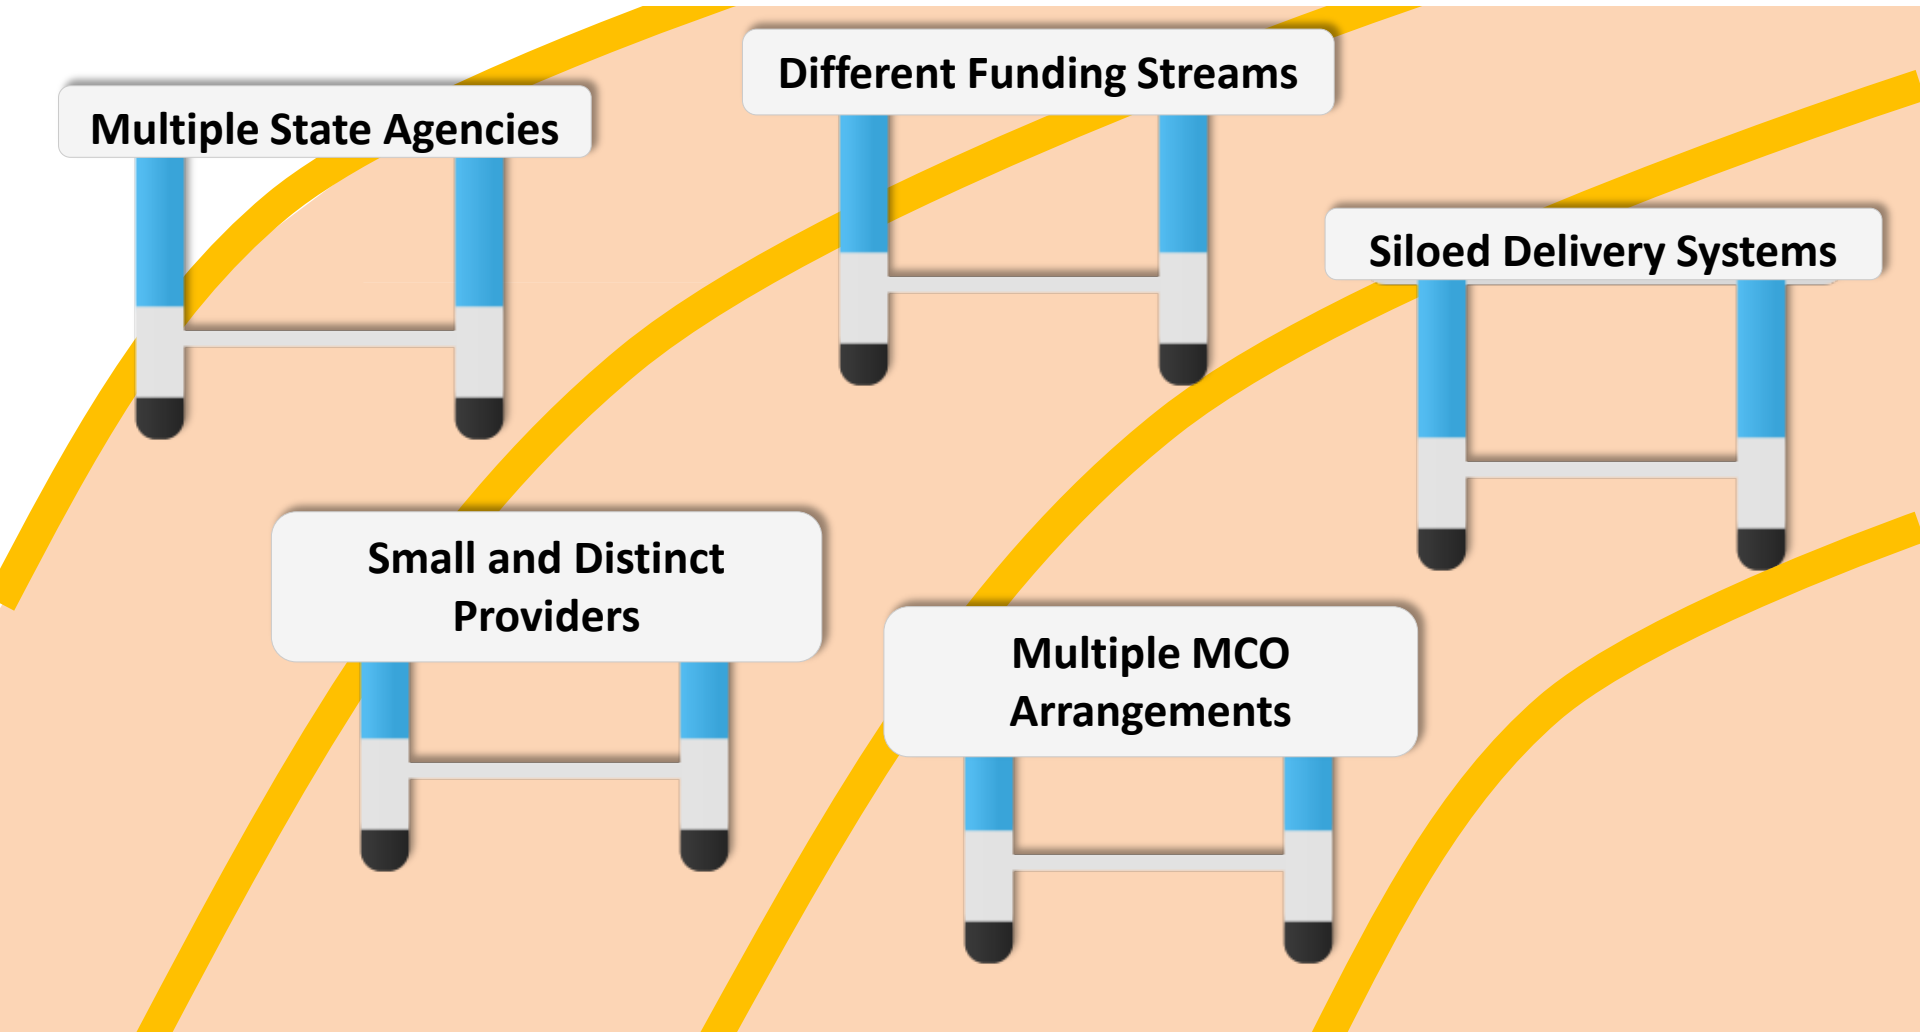 Different Funding Streams
Multiple State Agencies
Siloed Delivery Systems
Small and Distinct
Providers
Multiple MCO
Arrangements